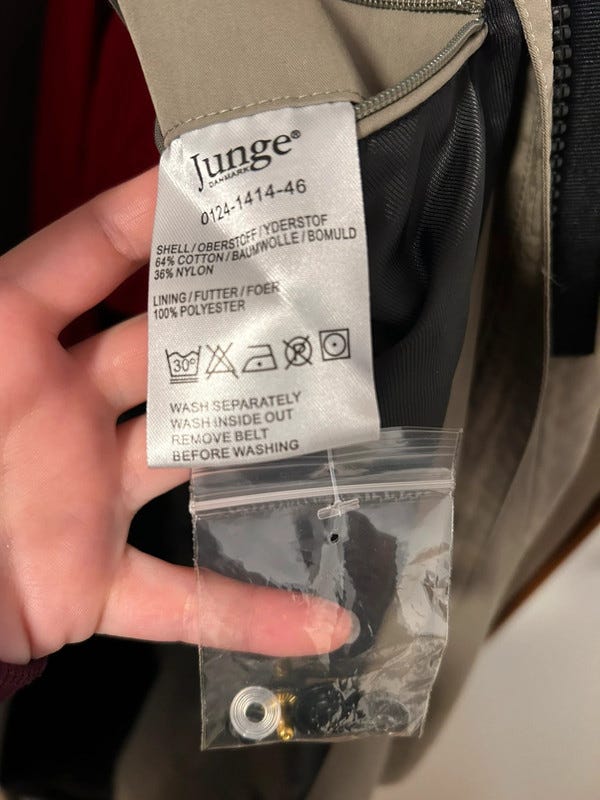 Junge®
DANMARK
0124-1414-46
SHELL/OBERSTOFF/YDERSTOF
64% COTTON/BAUMWOLLE/BOMULD
36% NYLON
LINING/FUTTER/FOER
100% POLYESTER
30°
P
WASH SEPARATELY
WASH INSIDE OUT
REMOVE BELT
BEFORE WASHING